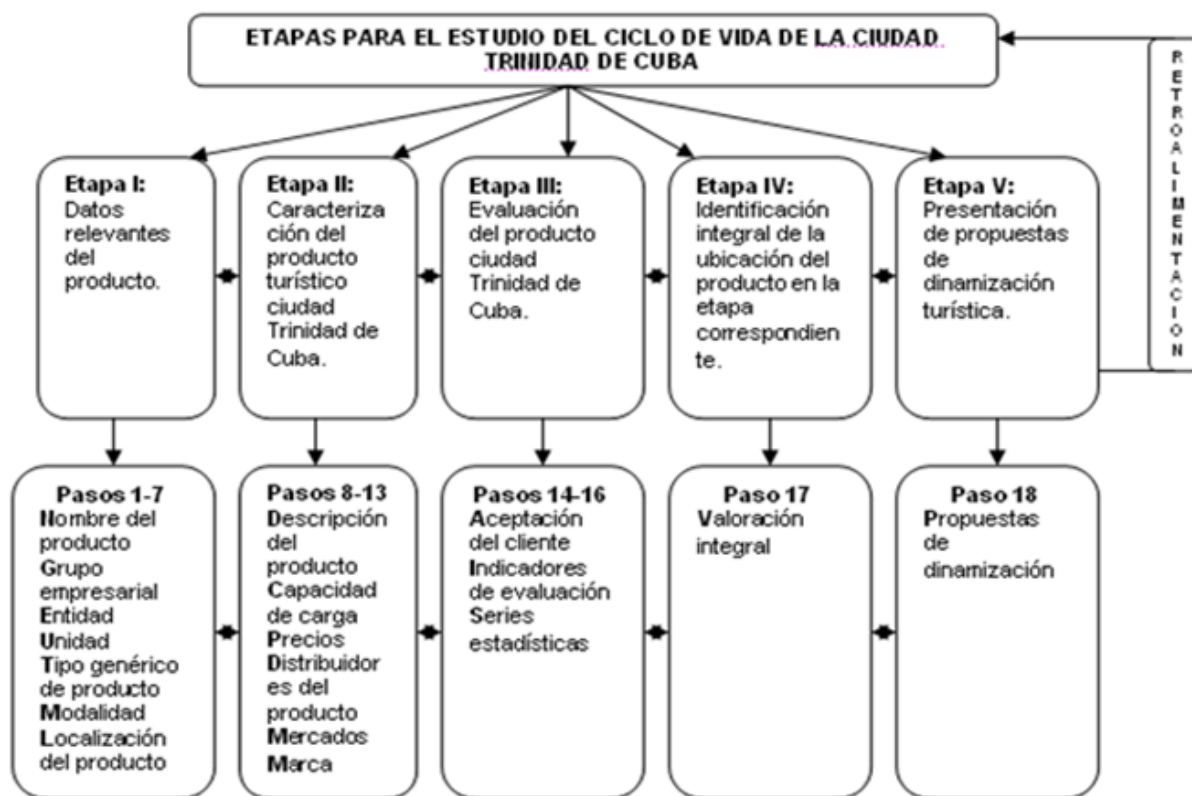 ETAPAS PARA EL ESTUDIO DEL CICLO DE VIDA DE LA CIUDAD
TRINIDAD DE CUBA
RETROALIMENTACION
Etapa I:
Datos
relevantes
del
producto.
Etapa II:
Caracteriza
ción del
producto
turístico
ciudad
Trinidad de
Cuba.
Etapa III:
Evaluación
del producto
ciudad
Trinidad de
Cuba.
Etapa IV:
Identificación
integral de la
ubicación del
producto en la
etapa
correspondien
te.
Etapa V:
Presentación
de propuestas
de
dinamización
turística.
Pasos 1-7
Nombre del
producto
Grupo
empresarial
Entidad
Unidad
Tipo genérico
de producto
Modalidad
Localización
del producto
Pasos 8-13
Descripción
del
producto
Capacidad
de carga
Precios
Distribuidor
es del
producto
Mercados
Marca
Pasos 14-16
Aceptación
del cliente
Indicadores
de evaluación
Series
estadísticas
Paso 17
Valoración
integral
Paso 18
Propuestas
de
dinamización